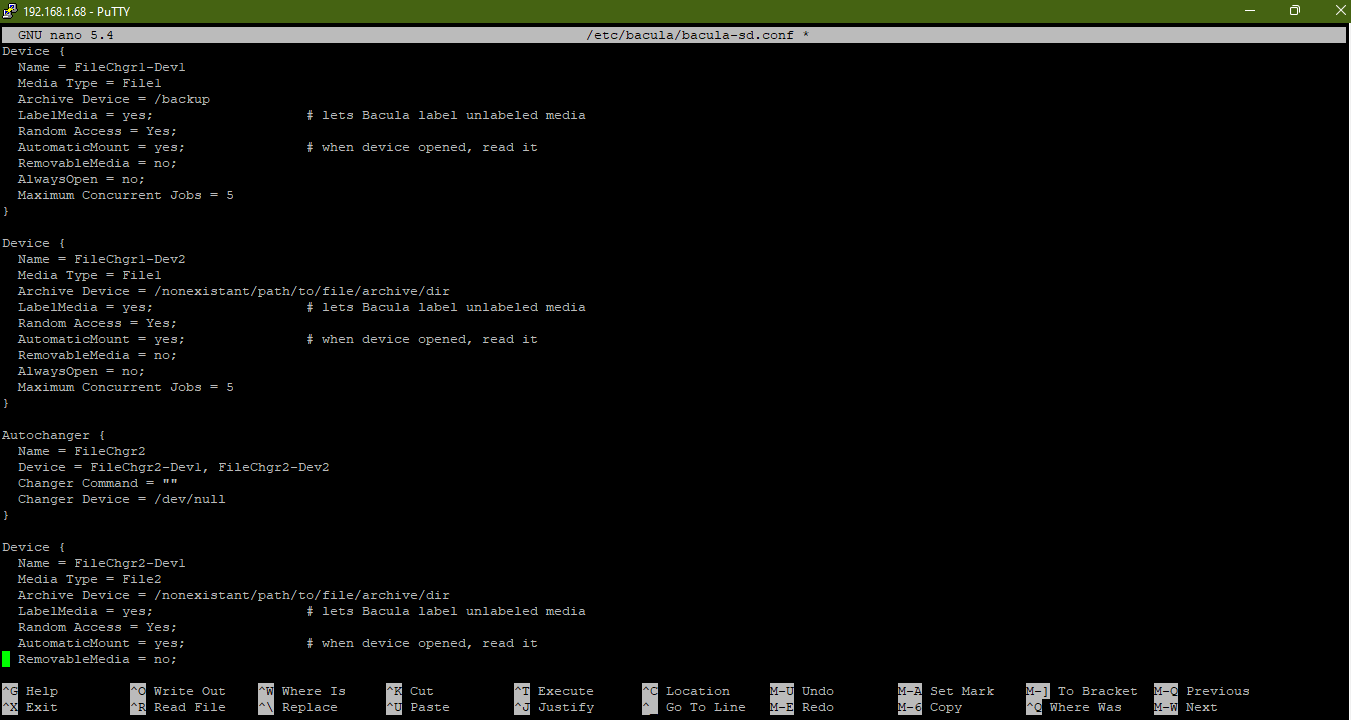 192.168.1.68 - PuTTY
GNU nano 5.4 /etc/bacula/bacula-sd.conf *
Device {
  Name = FileChgr1-Dev1
  Media Type = File1
  Archive Device = /backup
  LabelMedia = yes;                   # lets Bacula label unlabeled media
  Random Access = Yes;
  AutomaticMount = yes;               # when device opened, read it
  RemovableMedia = no;
  AlwaysOpen = no;
  Maximum Concurrent Jobs = 5
}

Device {
  Name = FileChgr1-Dev2
  Media Type = File1
  Archive Device = /nonexistant/path/to/file/archive/dir
  LabelMedia = yes;                   # lets Bacula label unlabeled media
  Random Access = Yes;
  AutomaticMount = yes;               # when device opened, read it
  RemovableMedia = no;
  AlwaysOpen = no;
  Maximum Concurrent Jobs = 5
}

Autochanger {
  Name = FileChgr2
  Device = FileChgr2-Dev1, FileChgr2-Dev2
  Changer Command = ""
  Changer Device = /dev/null
}

Device {
  Name = FileChgr2-Dev1
  Media Type = File2
  Archive Device = /nonexistant/path/to/file/archive/dir
  LabelMedia = yes;                   # lets Bacula label unlabeled media
  Random Access = Yes;
  AutomaticMount = yes;               # when device opened, read it
  RemovableMedia = no;
^G Help ^O Write Out ^W Where Is ^K Cut ^T Execute ^C Location M-U Undo M-A Set Mark M-] To Bracket M-Q Previous
^X Exit ^R Read File ^\ Replace ^U Paste ^J Justify ^_ Go To Line M-E Redo M-6 Copy ^Q Where Was M-W Next